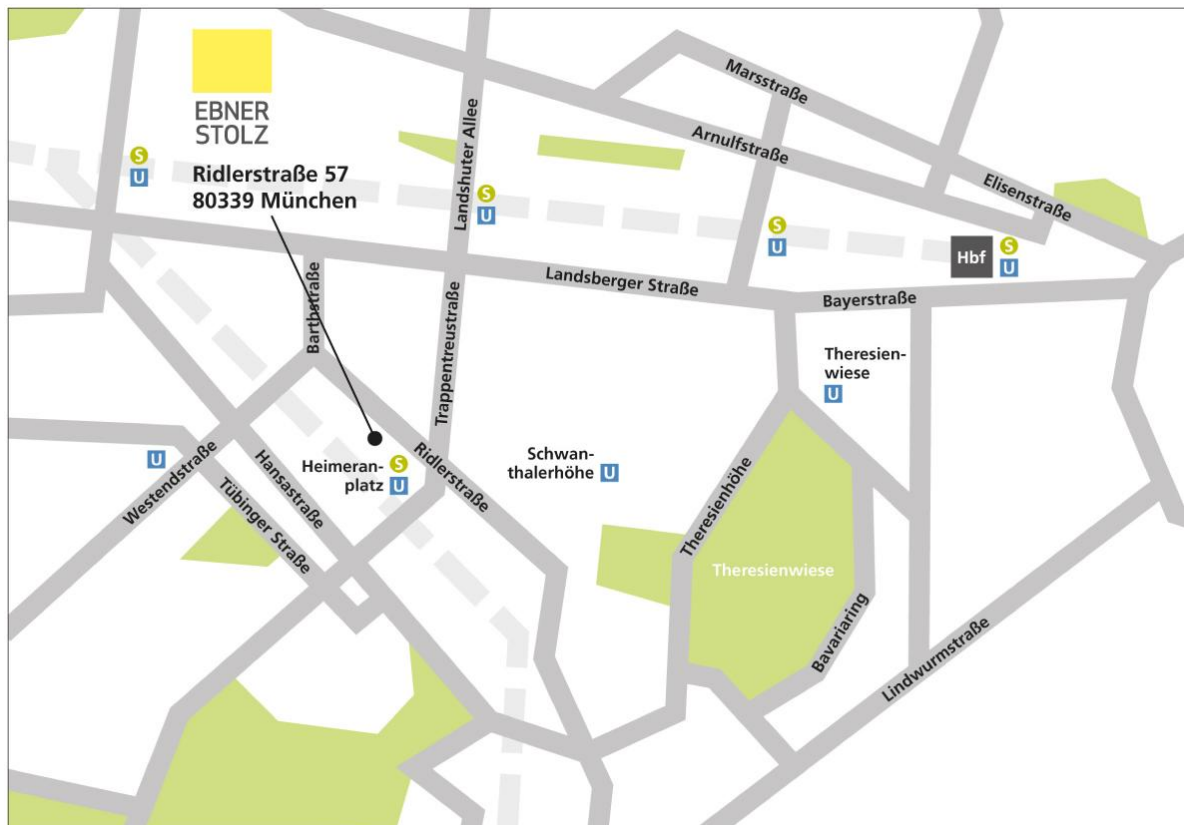 EBNER
STOLZ
Ridlerstraße 57
80339 München
Marsstraße
Arnulfstraße
Elisenstraße
Landshuter Allee
S
U
S
U
S
U
Hbf
S
U
Landsberger Straße
Bayerstraße
Barthstraße
Trappentreustraße
Theresien-
wiese
U
Westendstraße
U
Tübinger Straße
Hansastraße
Heimeran-
platz
S
U
Ridlerstraße
Schwan-
thalerhöhe
U
Theresienhöhe
Theresienwiese
Bavariaring
Lindwurmstraße